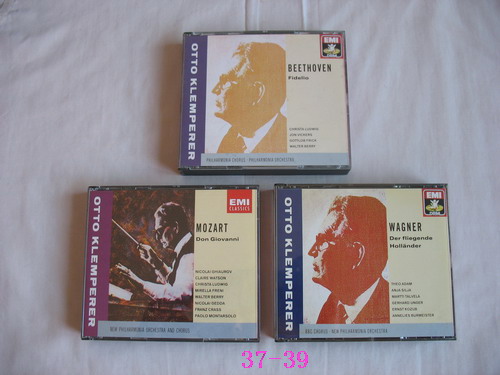 OTTO KLEMPERER
EMI
BEETHOVEN
Fidelio
CHRISTA LUDWIG
JON VICKERS
GOTTLOB FRICK
WALTER BERRY
PHILHARMONIA CHORUS · PHILHARMONIA ORCHESTRA
OTTO KLEMPERER
EMI
CLASSICS
MOZART
Don Giovanni
NICOLAI GHIAUROV
CLAIRE WATSON
CHRISTA LUDWIG
MIRELLA FRENI
WALTER BERRY
NICOLAI GEDDA
FRANZ CRASS
PAOLO MONTARSOLO
NEW PHILHARMONIA ORCHESTRA AND CHORUS
OTTO KLEMPERER
EMI
WAGNER
Der fliegende
Holländer
THEO ADAM
ANJA SILJA
MARTTI TALVELA
GERHARD UNGER
ERNST KOZUB
ANNELIES BURMEISTER
BBC CHORUS · NEW PHILHARMONIA ORCHESTRA
37-39